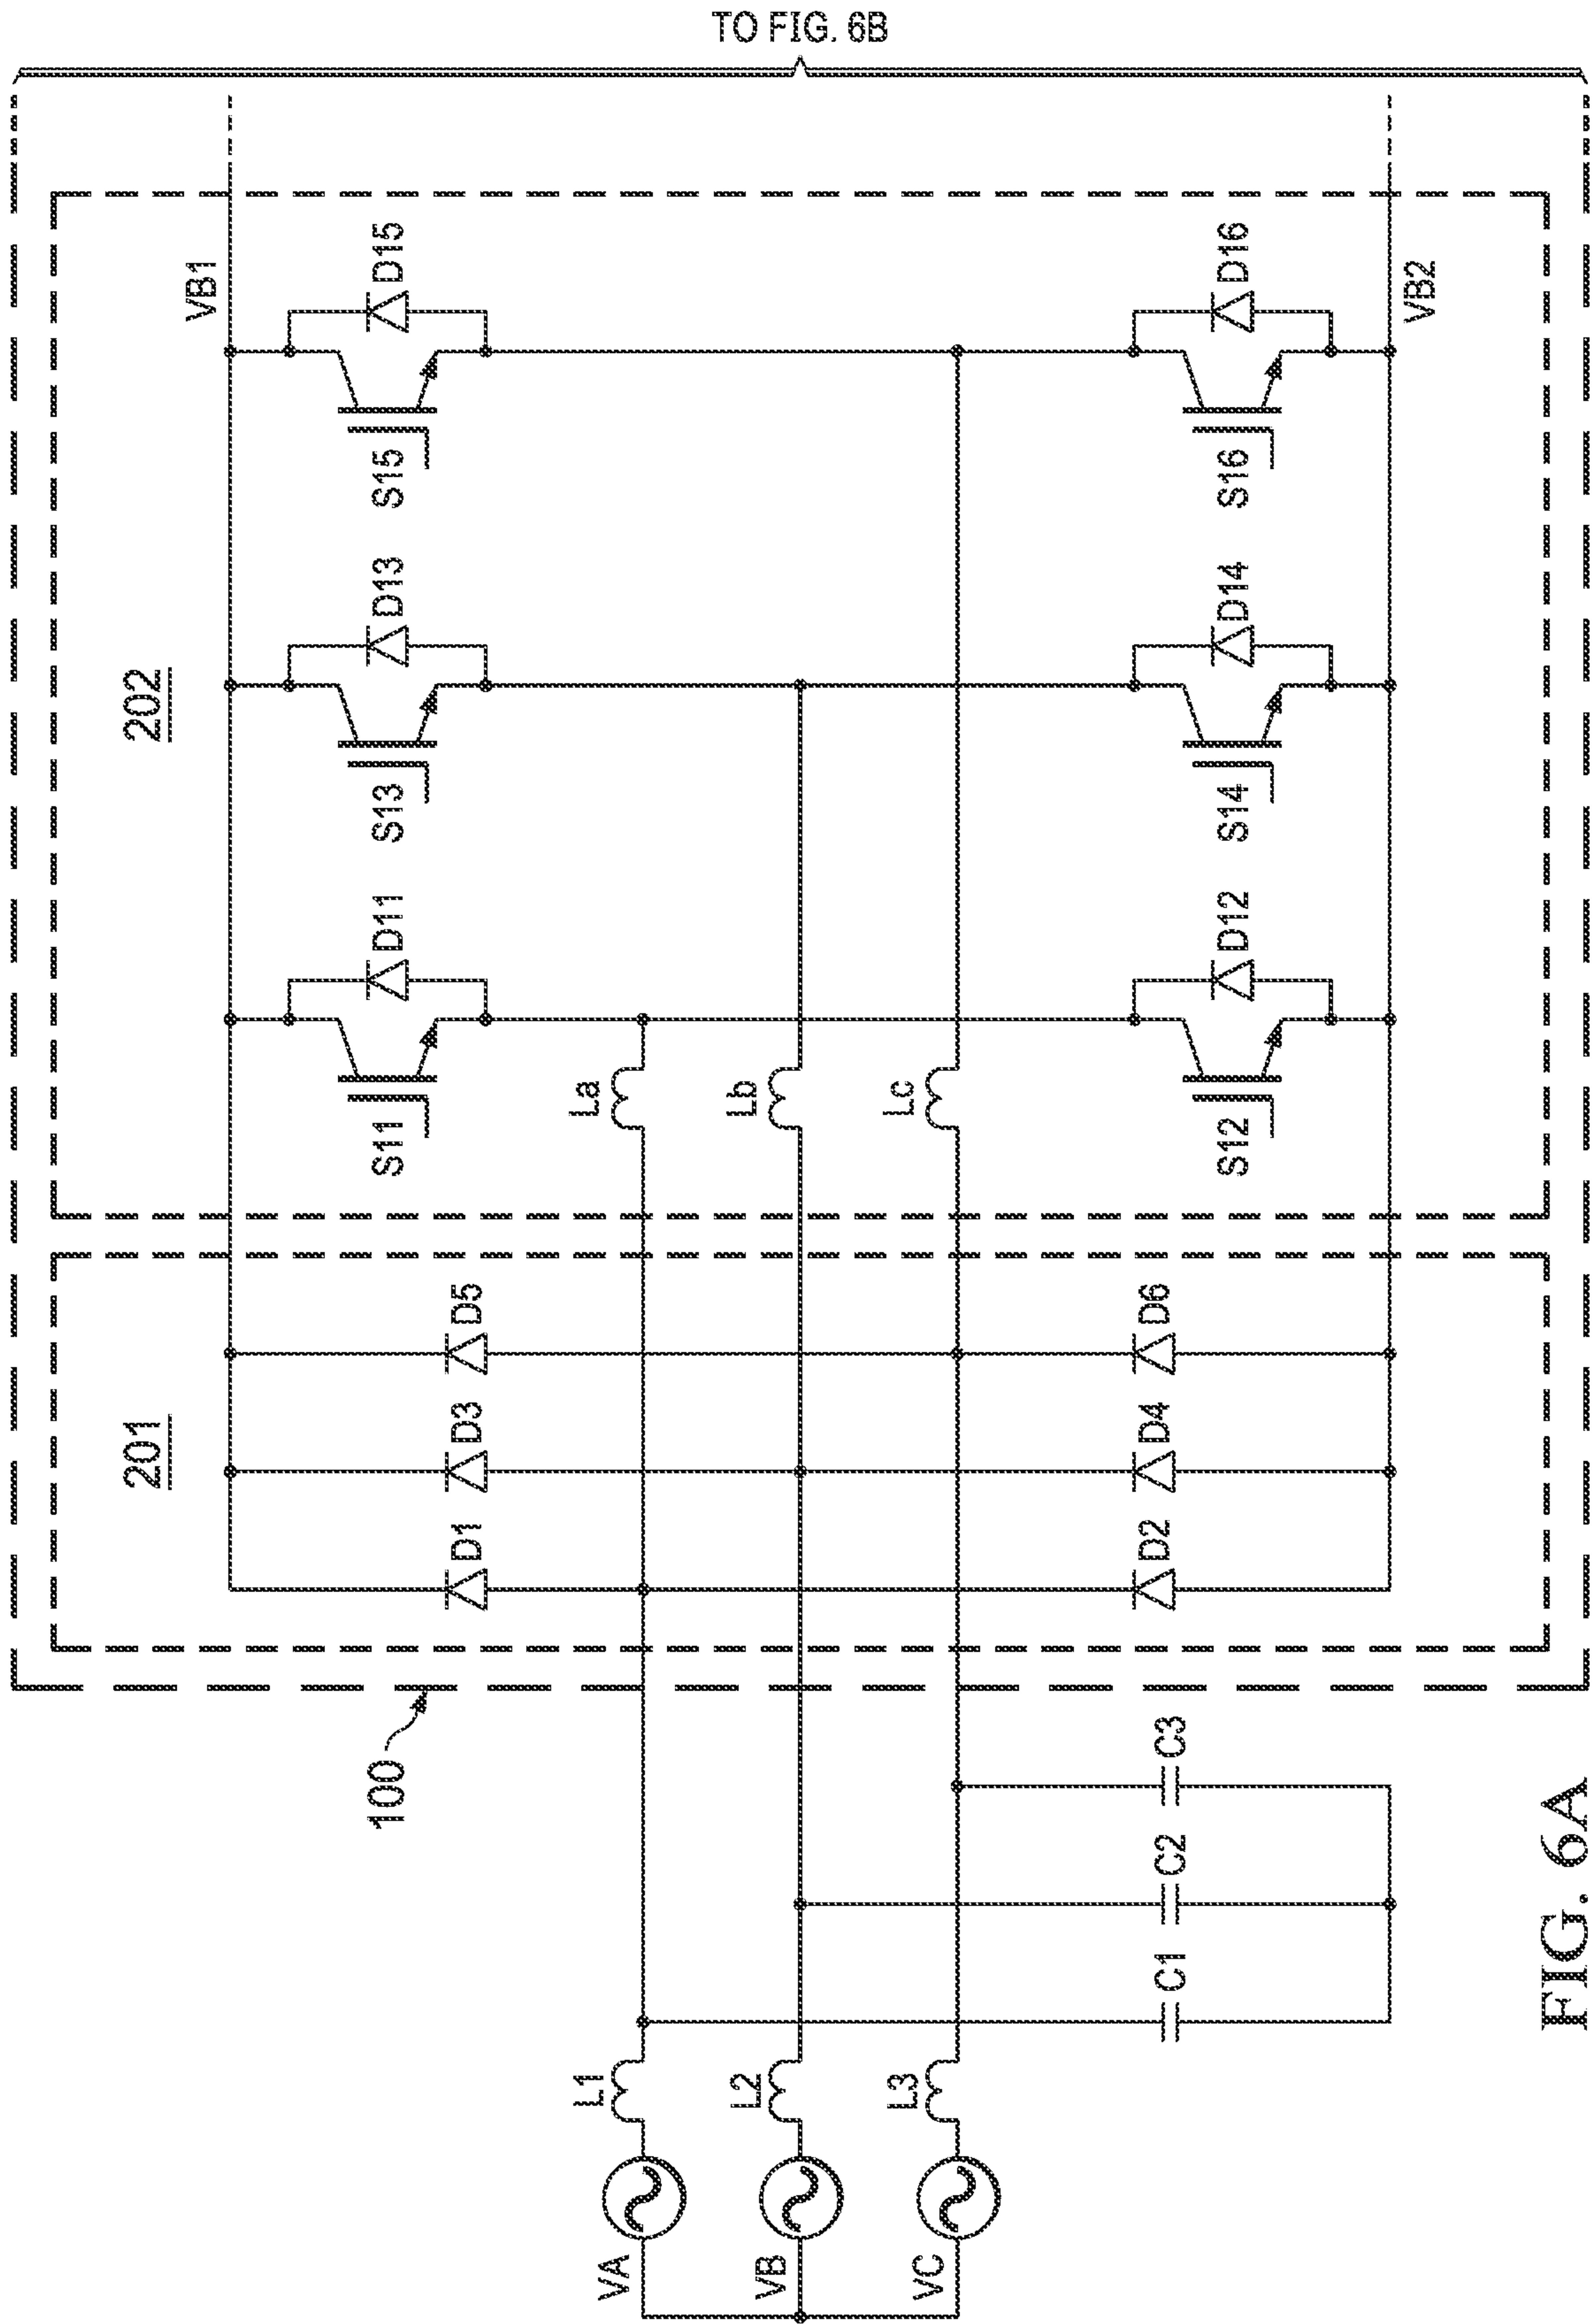 TO FIG. 6B
100
201
202
VB1
D1
D3
D5
S11
D11
S13
D13
S15
D15
La
Lb
Lc
D2
D4
D6
S12
D12
S14
D14
S16
D16
VB2
VA
L1
VB
L2
VC
L3
C1
C2
C3
FIG. 6A